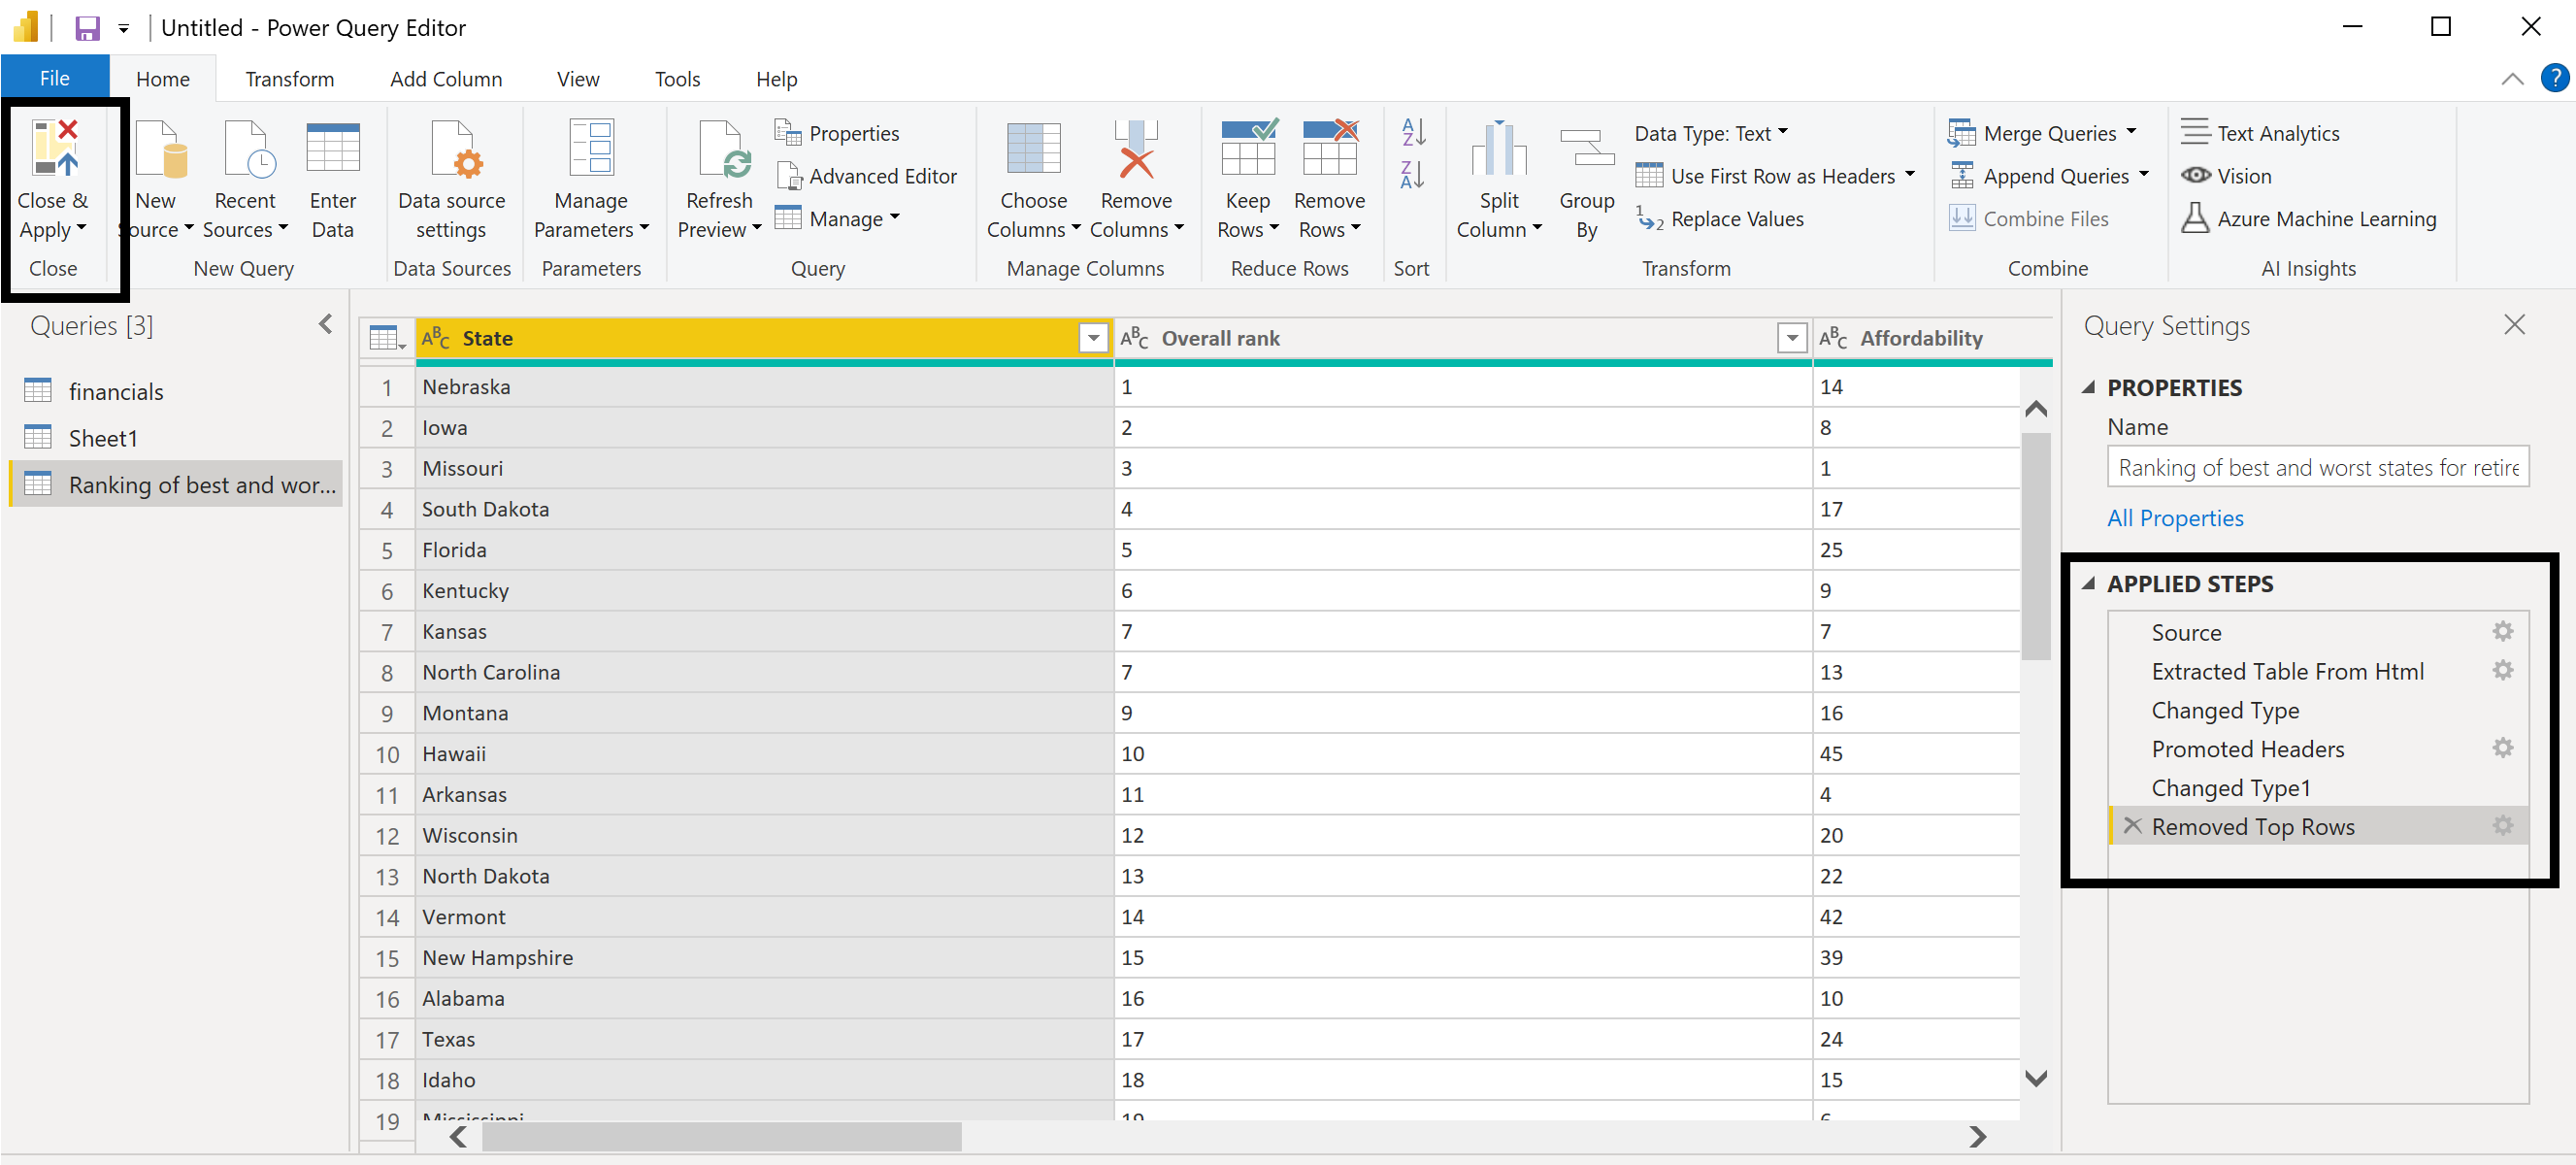 Untitled - Power Query Editor
File Home Transform Add Column View Tools Help
?
Close & Apply
New Source
Recent Sources
Enter Data
Data source settings
Manage Parameters
Refresh Preview
Properties
Advanced Editor
Manage
Choose Columns
Remove Columns
Keep Rows
Remove Rows
A Z
Z A
Split Column
Group By
Data Type: Text
Use First Row as Headers
1 2 Replace Values
Merge Queries
Append Queries
Combine Files
Text Analytics
Vision
Azure Machine Learning
Close New Query Data Sources Parameters Query Manage Columns Reduce Rows Sort Transform Combine AI Insights
Queries [3]
financials
Sheet1
Ranking of best and wor...
ABC State ABC Overall rank ABC Affordability
1 Nebraska 1 14
2 Iowa 2 8
3 Missouri 3 1
4 South Dakota 4 17
5 Florida 5 25
6 Kentucky 6 9
7 Kansas 7 7
8 North Carolina 7 13
9 Montana 9 16
10 Hawaii 10 45
11 Arkansas 11 4
12 Wisconsin 12 20
13 North Dakota 13 22
14 Vermont 14 42
15 New Hampshire 15 39
16 Alabama 16 10
17 Texas 17 24
18 Idaho 18 15
19 Mississippi 19 6
Query Settings
PROPERTIES
Name
Ranking of best and worst states for retire
All Properties
APPLIED STEPS
Source
Extracted Table From Html
Changed Type
Promoted Headers
Changed Type1
Removed Top Rows